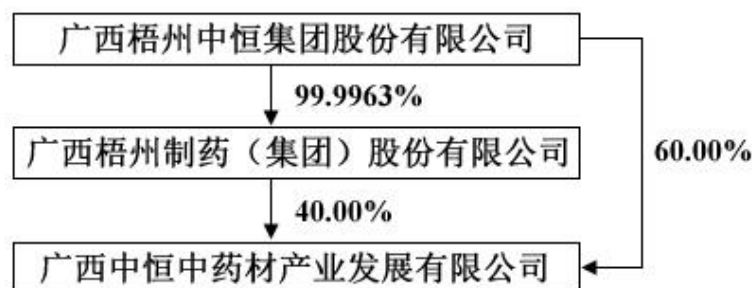 广西梧州中恒集团股份有限公司
99.9963%
广西梧州制药（集团）股份有限公司
60.00%
40.00%
广西中恒中药材产业发展有限公司